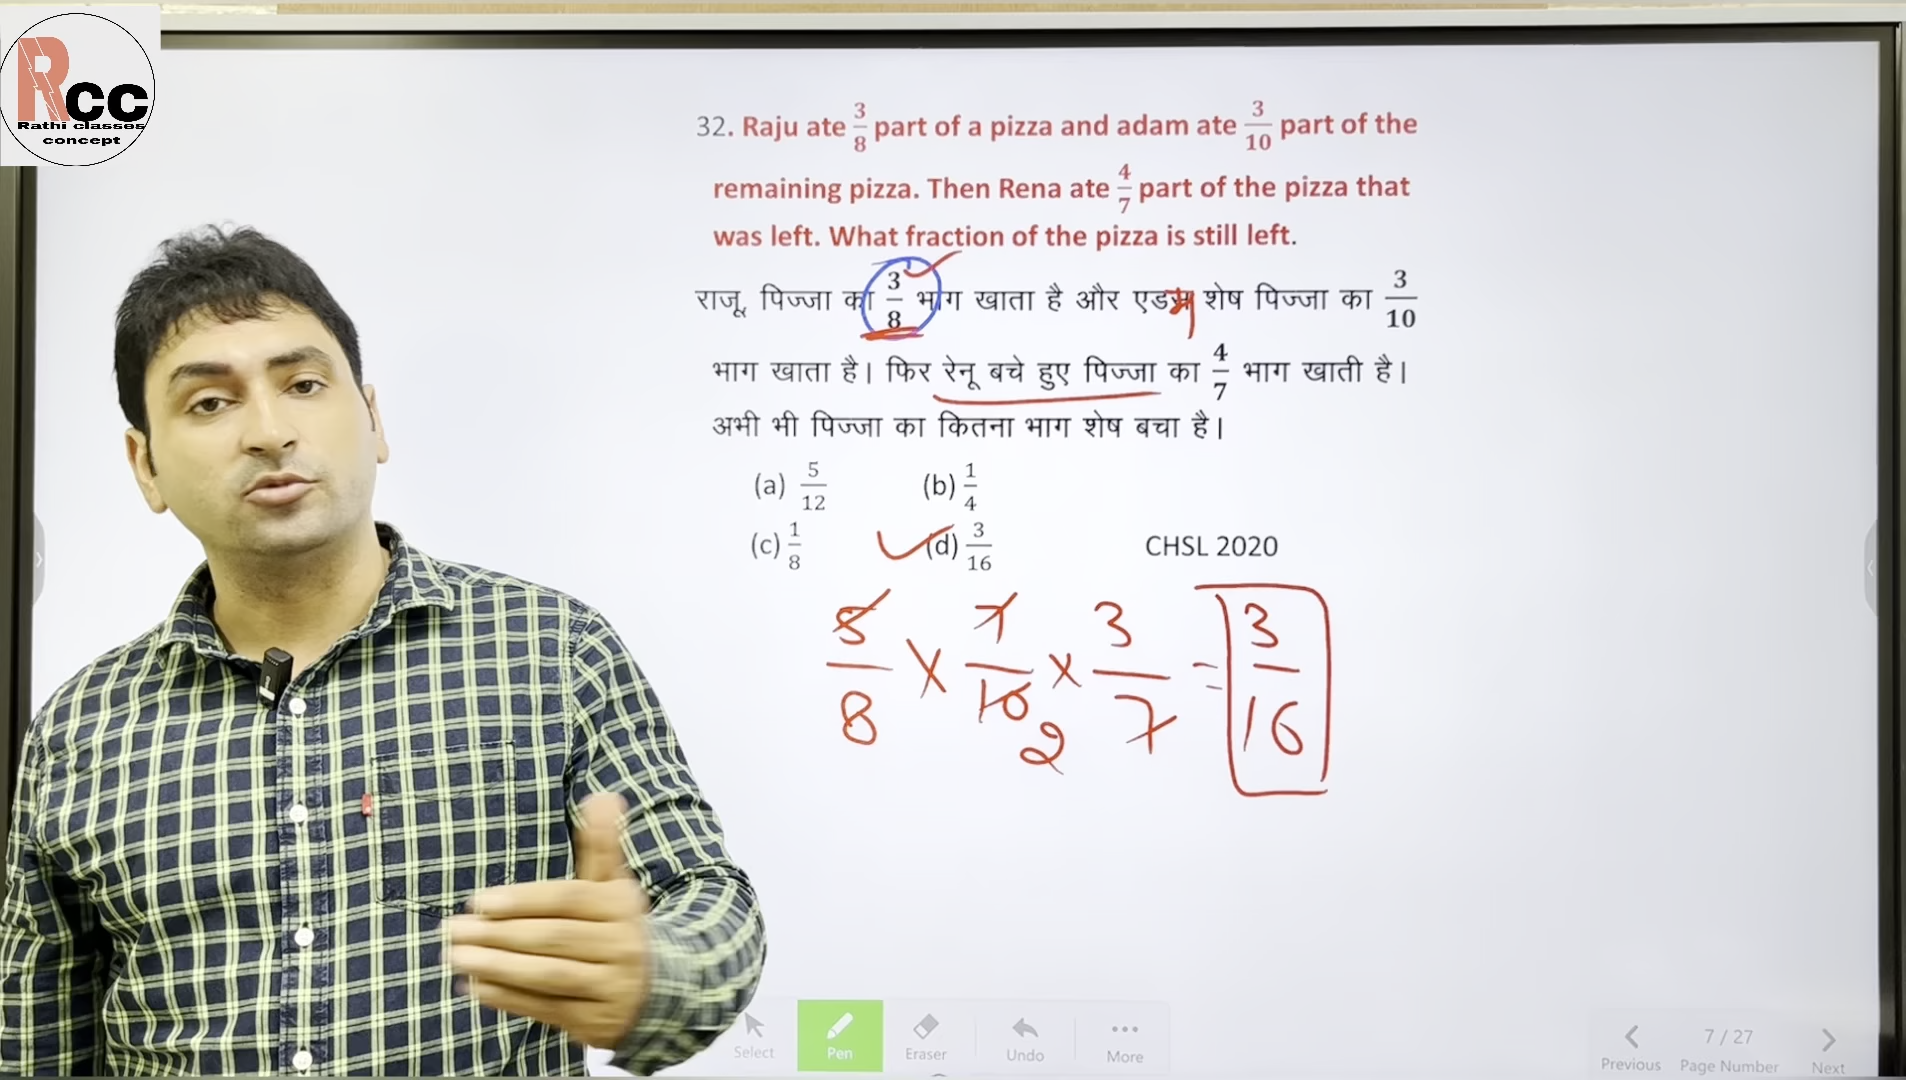 Rcc
Rathi classes
concept
32. Raju ate 3/8 part of a pizza and adam ate 3/10 part of the
remaining pizza. Then Rena ate 4/7 part of the pizza that
was left. What fraction of the pizza is still left.
राजू, पिज्जा का 3/8 भाग खाता है और एडम शेष पिज्जा का 3/10
भाग खाता है। फिर रेनू बचे हुए पिज्जा का 4/7 भाग खाती है।
अभी भी पिज्जा का कितना भाग शेष बचा है।
(a) 5/12 (b) 1/4
(c) 1/8 (d) 3/16 CHSL 2020
5/8 × 7/10 × 3/7 = 3/16
2
Select Pen Eraser Undo More
7 / 27
Previous Page Number Next